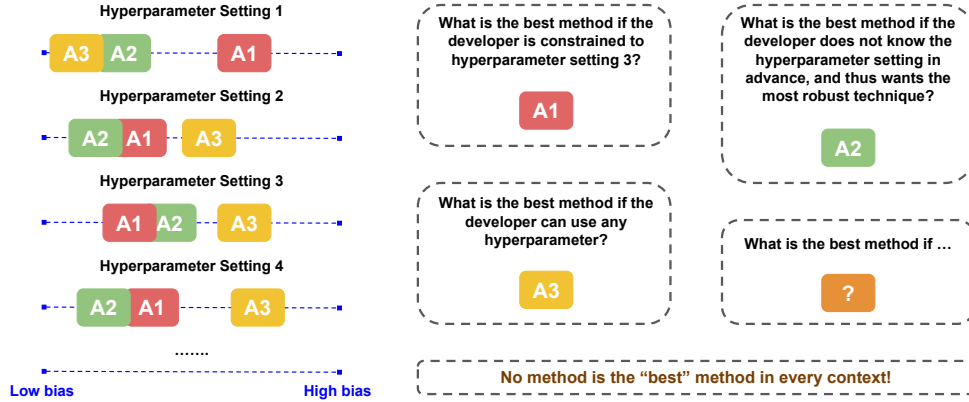 Hyperparameter Setting 1
A3 A2 A1
Hyperparameter Setting 2
A2 A1 A3
Hyperparameter Setting 3
A1 A2 A3
Hyperparameter Setting 4
A2 A1 A3
.......
Low bias High bias
What is the best method if the
developer is constrained to
hyperparameter setting 3?
A1
What is the best method if the
developer does not know the
hyperparameter setting in
advance, and thus wants the
most robust technique?
A2
What is the best method if the
developer can use any
hyperparameter?
A3
What is the best method if …
?
No method is the “best” method in every context!